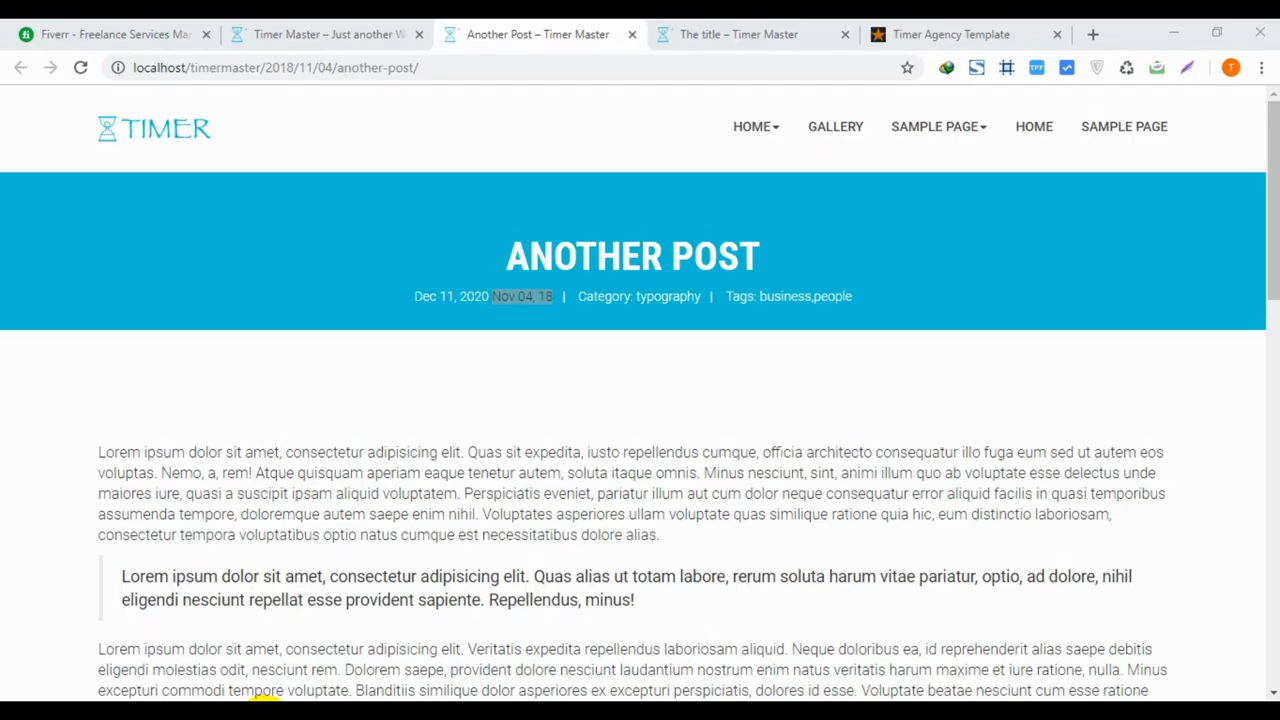 Fiverr - Freelance Services Ma
Timer Master – Just another W
Another Post – Timer Master
The title – Timer Master
Timer Agency Template
localhost/timermaster/2018/11/04/another-post/
TFF
T
TIMER
HOME
GALLERY
SAMPLE PAGE
HOME
SAMPLE PAGE
ANOTHER POST
Dec 11, 2020 Nov 04, 18 | Category: typography | Tags: business,people
Lorem ipsum dolor sit amet, consectetur adipisicing elit. Quas sit expedita, iusto repellendus cumque, officia architecto consequatur illo fuga eum sed ut autem eos
voluptas. Nemo, a, rem! Atque quisquam aperiam eaque tenetur autem, soluta itaque omnis. Minus nesciunt, sint, animi illum quo ab voluptate esse delectus unde
maiores iure, quasi a suscipit ipsam aliquid voluptatem. Perspiciatis eveniet, pariatur illum aut cum dolor neque consequatur error aliquid facilis in quasi temporibus
assumenda tempore, doloremque autem saepe enim nihil. Voluptates asperiores ullam voluptate quas similique ratione quia hic, eum distinctio laboriosam,
consectetur tempora voluptatibus optio natus cumque est necessitatibus dolore alias.
Lorem ipsum dolor sit amet, consectetur adipisicing elit. Quas alias ut totam labore, rerum soluta harum vitae pariatur, optio, ad dolore, nihil
eligendi nesciunt repellat esse provident sapiente. Repellendus, minus!
Lorem ipsum dolor sit amet, consectetur adipisicing elit. Veritatis expedita repellendus laboriosam aliquid. Neque doloribus ea, id reprehenderit alias saepe debitis
eligendi molestias odit, nesciunt rem. Dolorem saepe, provident dolore nesciunt laudantium nostrum enim natus veritatis harum maxime et iure ratione, nulla. Minus
excepturi commodi tempore voluptate. Blanditiis similique dolor asperiores ex excepturi perspiciatis, dolores id esse. Voluptate beatae nesciunt cum esse ratione